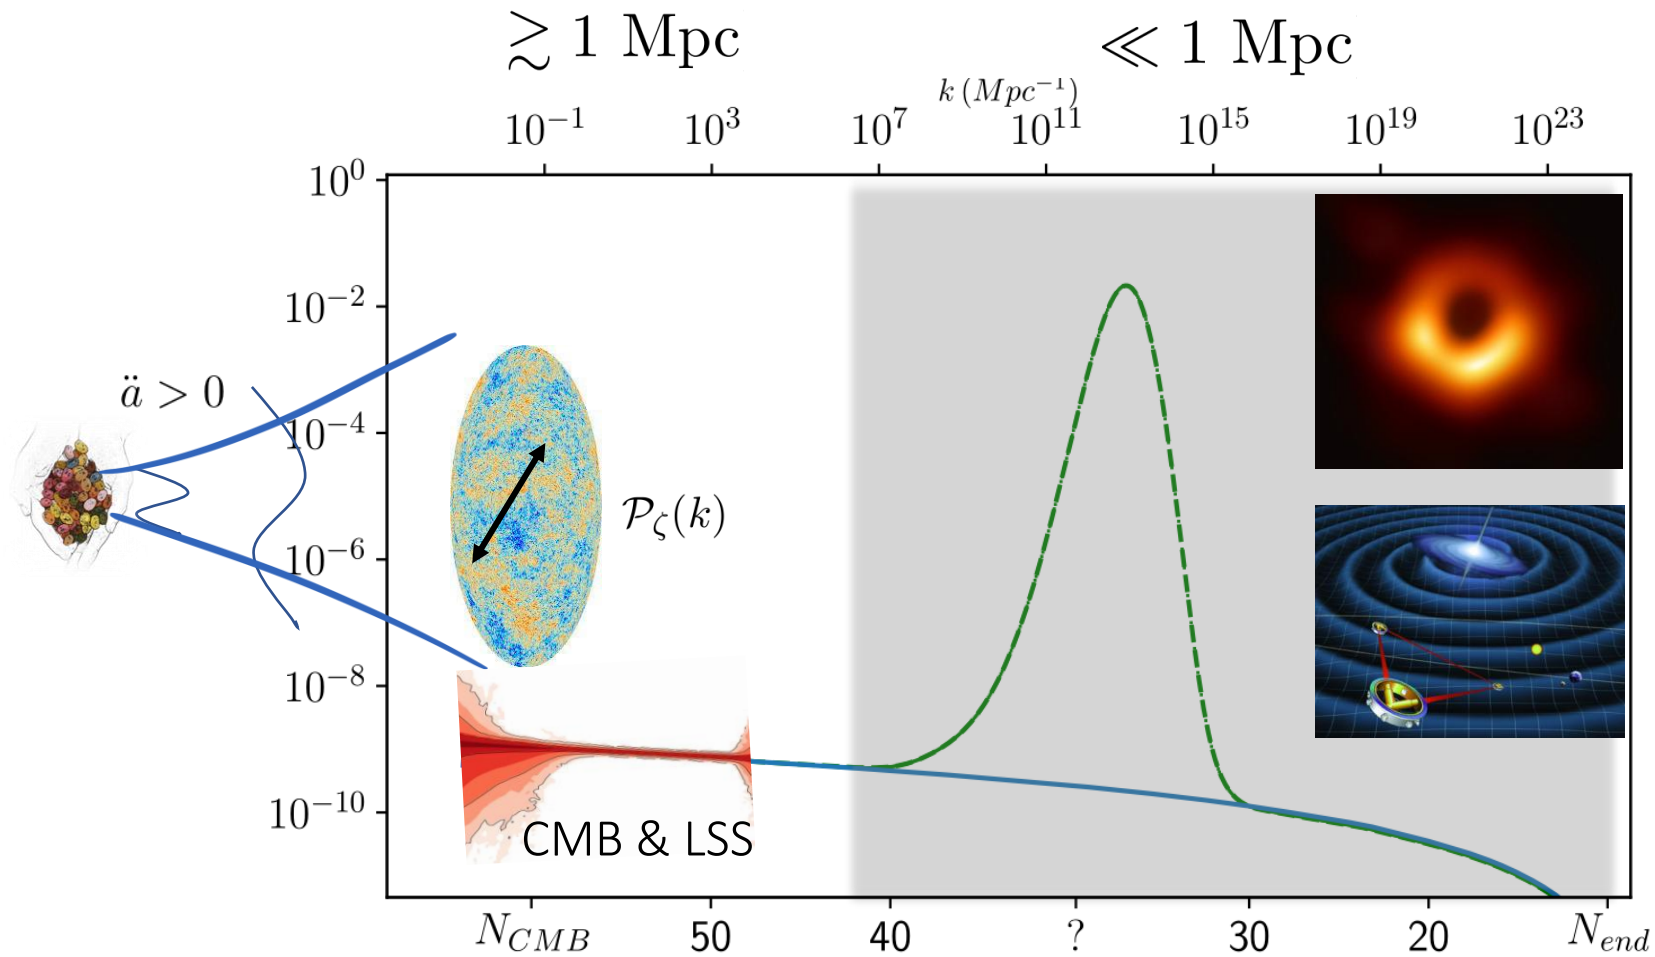 ≳ 1 Mpc
≪ 1 Mpc
k (Mpc⁻¹)
10⁻¹ 10³ 10⁷ 10¹¹ 10¹⁵ 10¹⁹ 10²³
10⁰
10⁻²
ä > 0
10⁻⁴
𝒫_ζ(k)
10⁻⁶
10⁻⁸
10⁻¹⁰
CMB & LSS
N_CMB 50 40 ? 30 20 N_end